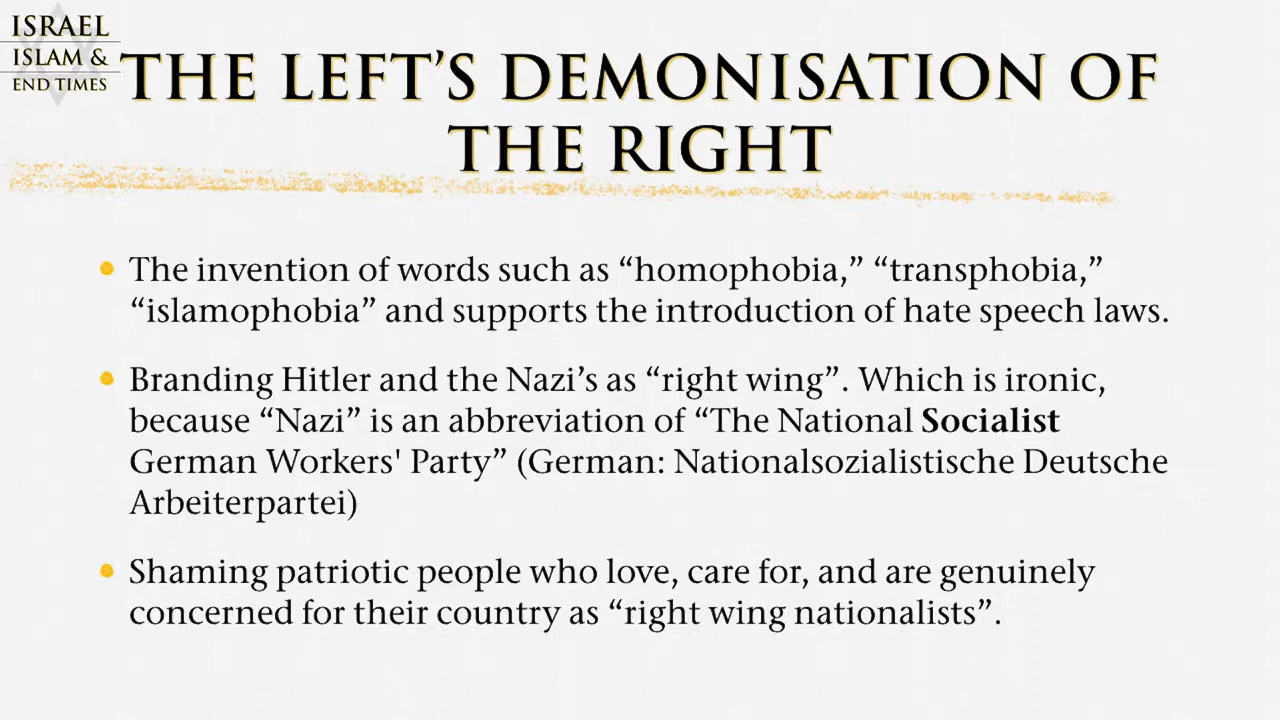 ISRAEL
ISLAM &
END TIMES
THE LEFT’S DEMONISATION OF
THE RIGHT
• The invention of words such as “homophobia,” “transphobia,”
“islamophobia” and supports the introduction of hate speech laws.
• Branding Hitler and the Nazi’s as “right wing”. Which is ironic,
because “Nazi” is an abbreviation of “The National Socialist
German Workers' Party” (German: Nationalsozialistische Deutsche
Arbeiterpartei)
• Shaming patriotic people who love, care for, and are genuinely
concerned for their country as “right wing nationalists”.